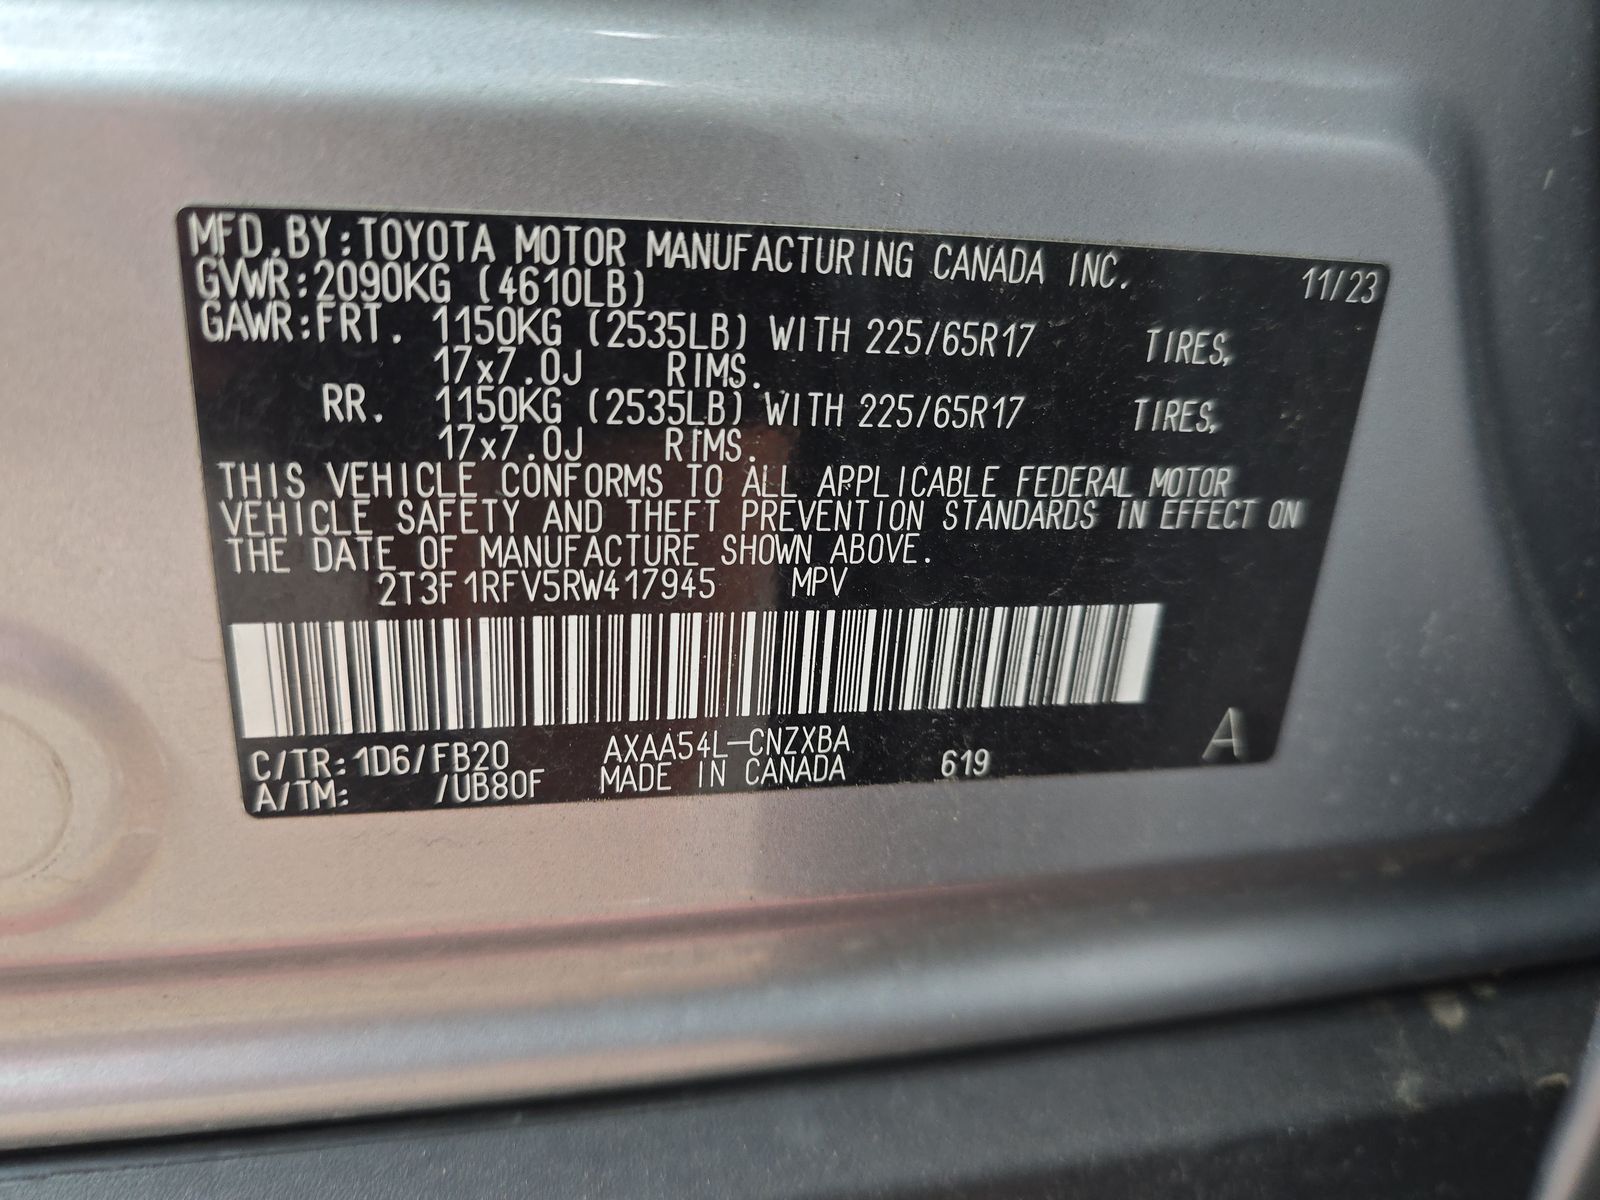 MFD.BY:TOYOTA MOTOR MANUFACTURING CANADA INC. 11/23
GVWR:2090KG (4610LB)
GAWR:FRT. 1150KG (2535LB) WITH 225/65R17 TIRES,
17x7.0J RIMS.
RR. 1150KG (2535LB) WITH 225/65R17 TIRES,
17x7.0J RIMS.
THIS VEHICLE CONFORMS TO ALL APPLICABLE FEDERAL MOTOR
VEHICLE SAFETY AND THEFT PREVENTION STANDARDS IN EFFECT ON
THE DATE OF MANUFACTURE SHOWN ABOVE.
2T3F1RFV5RW417945 MPV
C/TR:1D6/FB20 AXAA54L-CNZXBA 619 A
A/TM: /UB80F MADE IN CANADA